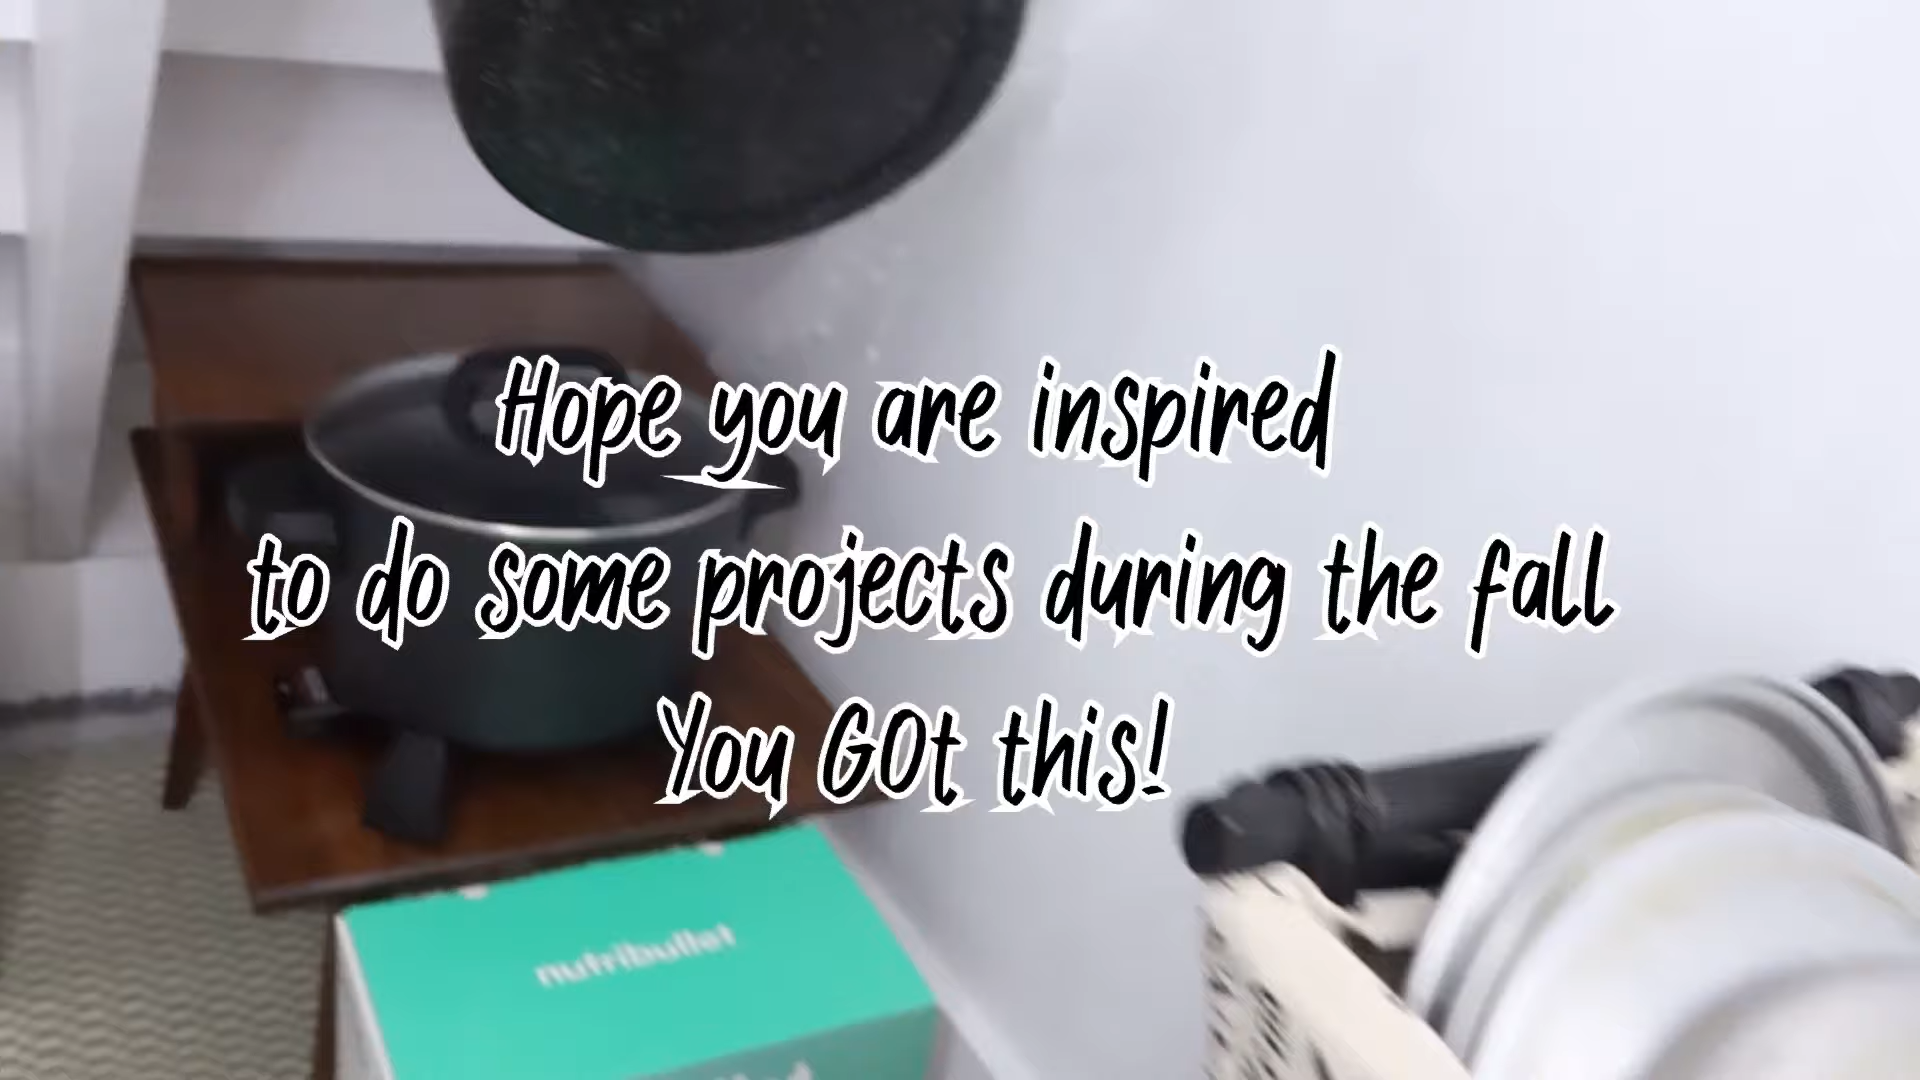 Hope you are inspired
to do some projects during the fall
You GOt this!
nutribullet